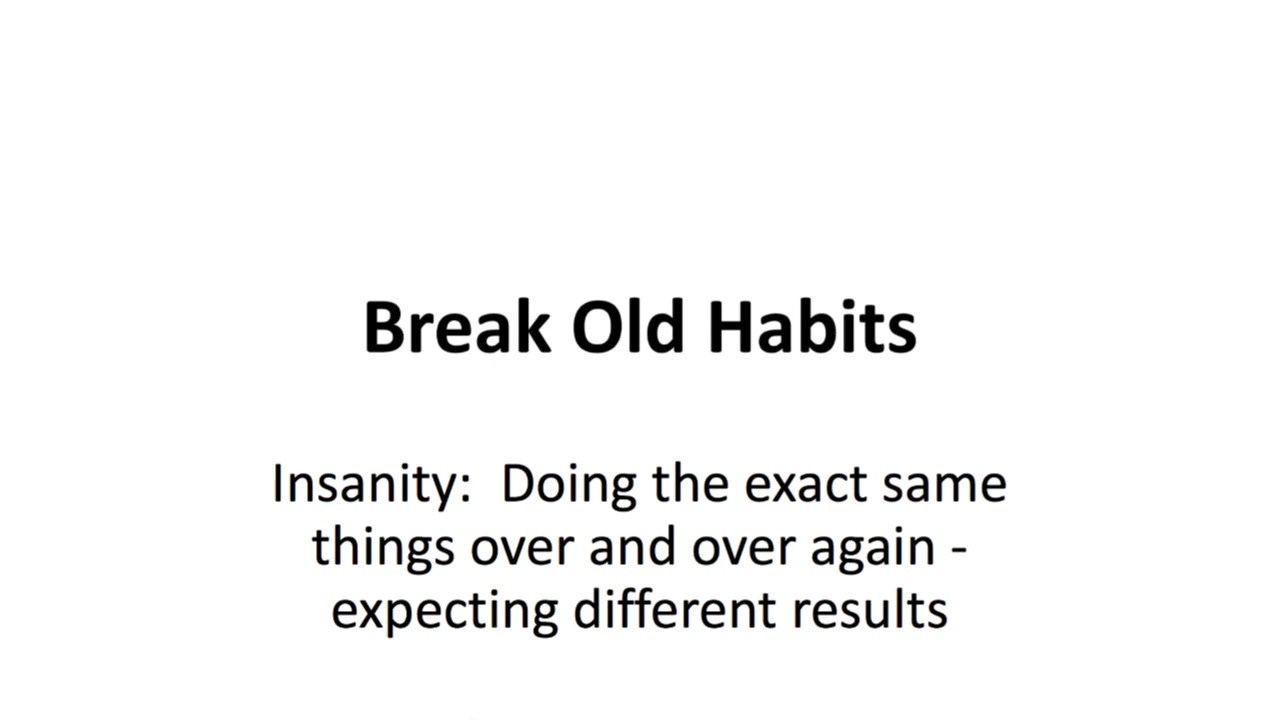 Break Old Habits
Insanity:  Doing the exact same
things over and over again -
expecting different results